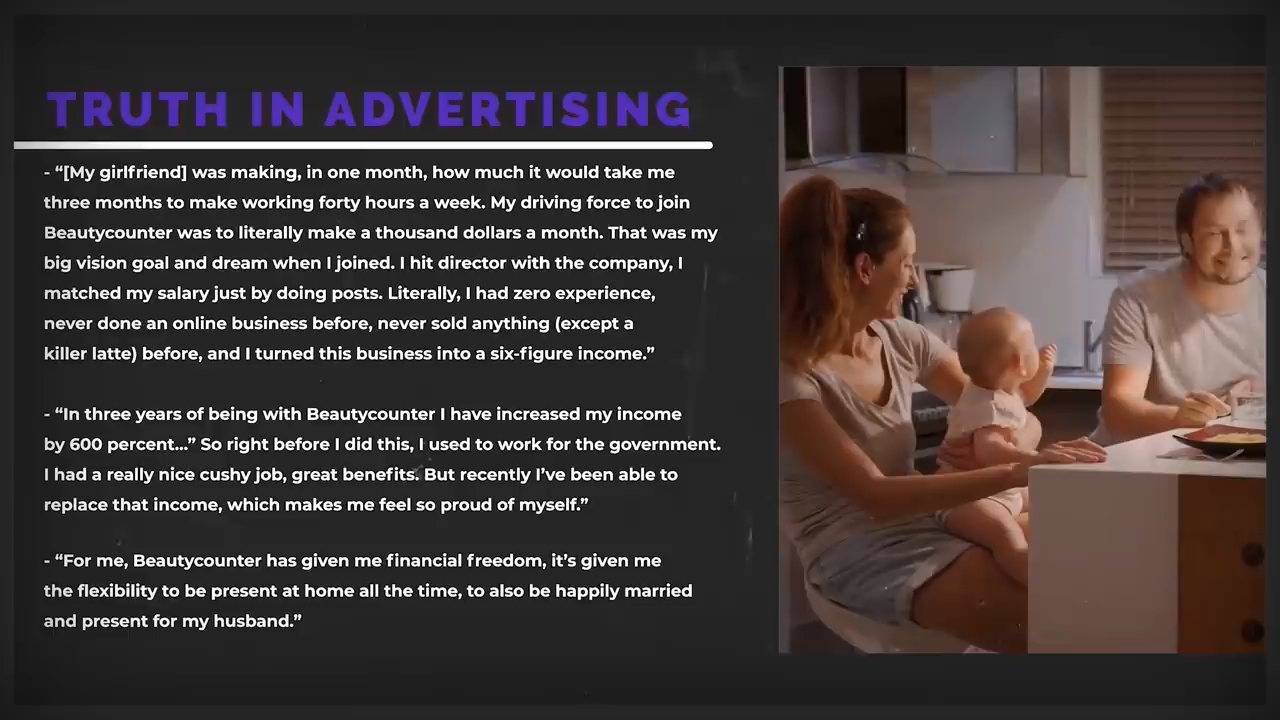 TRUTH IN ADVERTISING
- “[My girlfriend] was making, in one month, how much it would take me
three months to make working forty hours a week. My driving force to join
Beautycounter was to literally make a thousand dollars a month. That was my
big vision goal and dream when I joined. I hit director with the company, I
matched my salary just by doing posts. Literally, I had zero experience,
never done an online business before, never sold anything (except a
killer latte) before, and I turned this business into a six-figure income.”
- “In three years of being with Beautycounter I have increased my income
by 600 percent...” So right before I did this, I used to work for the government.
I had a really nice cushy job, great benefits. But recently I’ve been able to
replace that income, which makes me feel so proud of myself.”
- “For me, Beautycounter has given me financial freedom, it’s given me
the flexibility to be present at home all the time, to also be happily married
and present for my husband.”